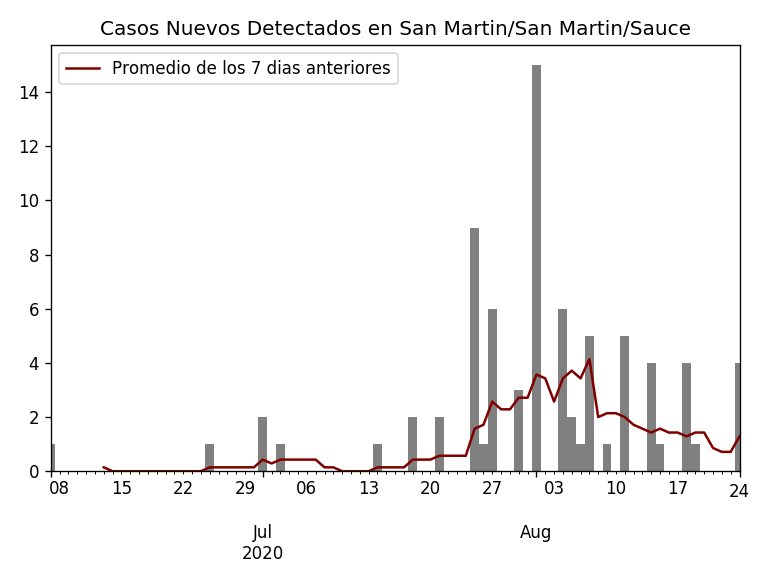 Casos Nuevos Detectados en San Martin/San Martin/Sauce
Promedio de los 7 dias anteriores
14
12
10
8
6
4
2
0
08 15 22 29 06 13 20 27 03 10 17 24
Jul Aug
2020